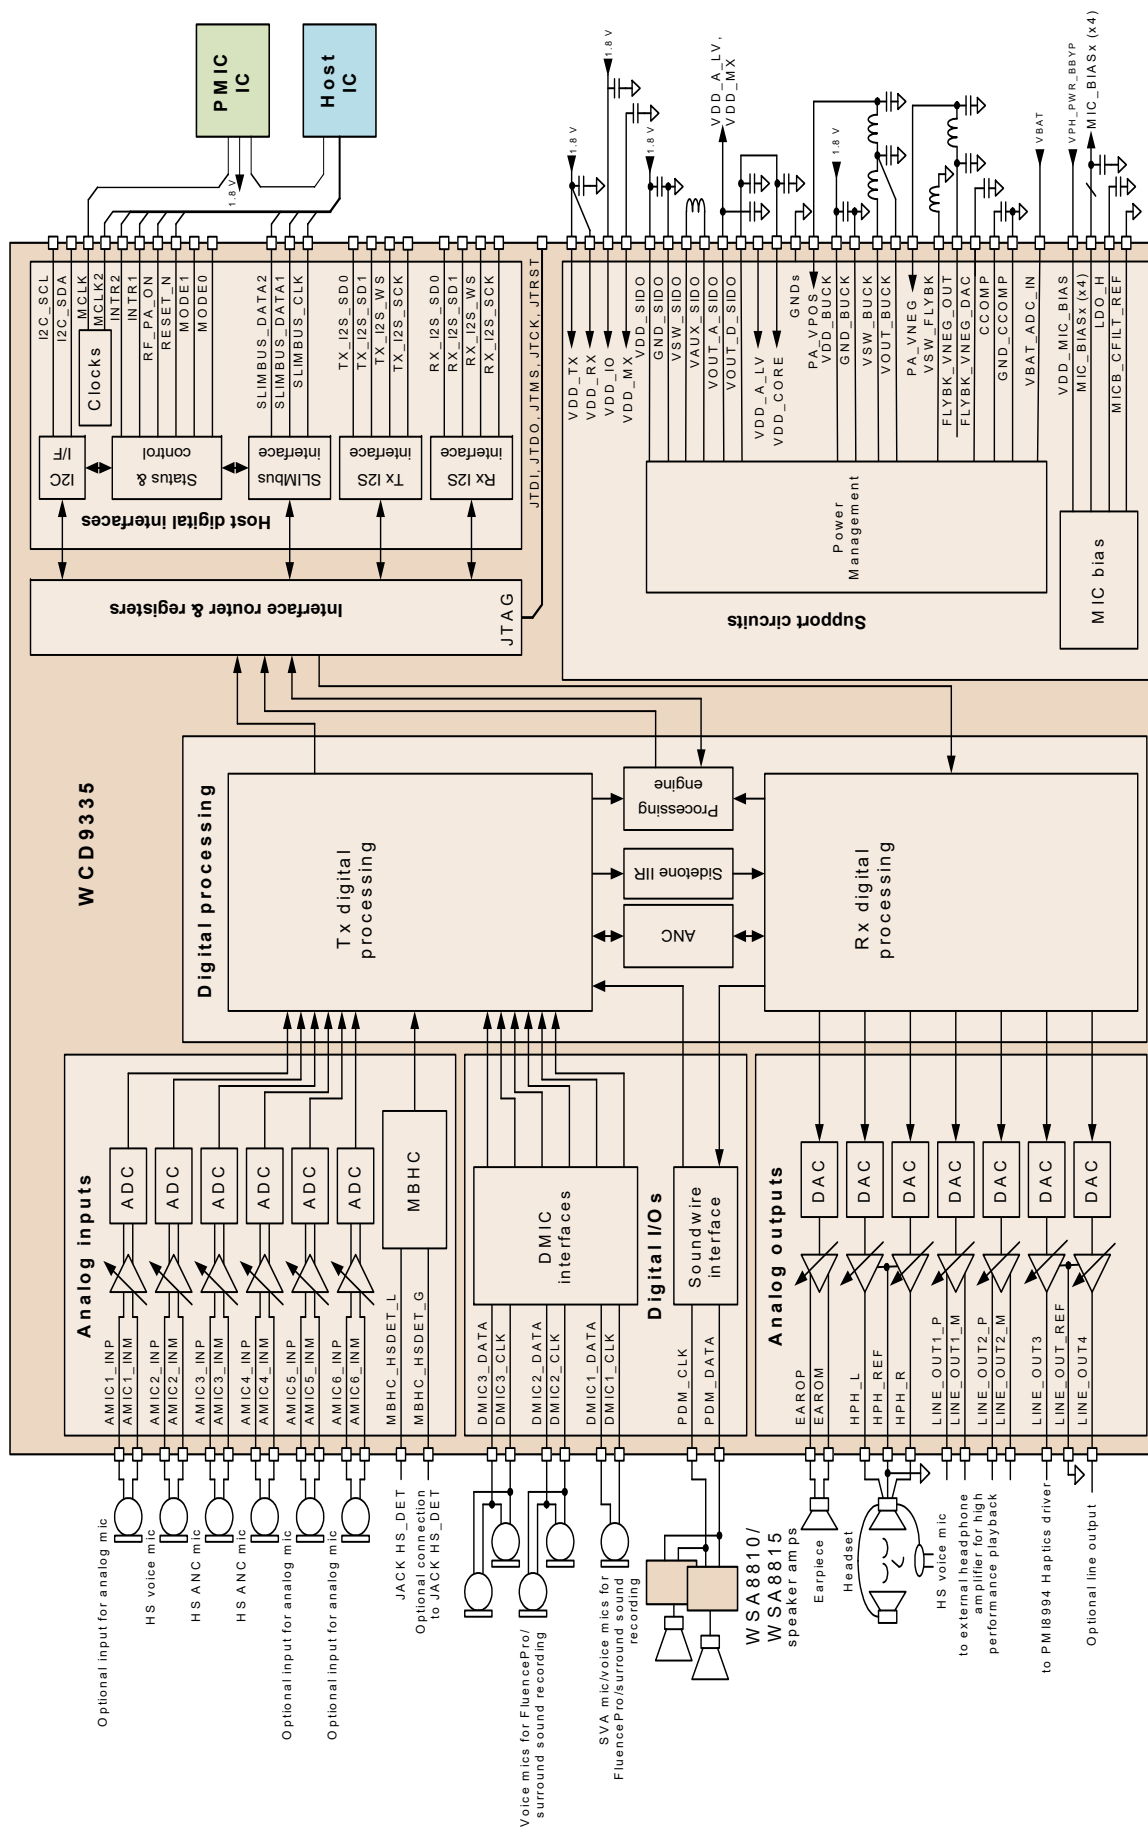 WCD9335
Analog inputs
Optional input for analog mic
HS voice mic
HS ANC mic
HS ANC mic
Optional input for analog mic
Optional input for analog mic
JACK HS_DET
Optional connection
to JACK HS_DET
AMIC1_INP
AMIC1_INM
AMIC2_INP
AMIC2_INM
AMIC3_INP
AMIC3_INM
AMIC4_INP
AMIC4_INM
AMIC5_INP
AMIC5_INM
AMIC6_INP
AMIC6_INM
MBHC_HSDET_L
MBHC_HSDET_G
ADC
ADC
ADC
ADC
ADC
ADC
MBHC
Voice mics for FluencePro/
surround sound recording
SVA mic/voice mics for
FluencePro/surround sound
recording
WSA8810/
WSA8815
speaker amps
DMIC3_DATA
DMIC3_CLK
DMIC2_DATA
DMIC2_CLK
DMIC1_DATA
DMIC1_CLK
PDM_CLK
PDM_DATA
DMIC
interfaces
Digital I/Os
Soundwire
interface
Earpiece
Headset
HS voice mic
to external headphone
amplifier for high
performance playback
to PMI8994 Haptics driver
Optional line output
Analog outputs
EAROP
EAROM
HPH_L
HPH_REF
HPH_R
LINE_OUT1_P
LINE_OUT1_M
LINE_OUT2_P
LINE_OUT2_M
LINE_OUT3
LINE_OUT_REF
LINE_OUT4
DAC
DAC
DAC
DAC
DAC
DAC
DAC
Digital processing
Tx digital
processing
ANC
Sidetone IIR
Processing
engine
Rx digital
processing
Interface router & registers
JTAG
Host digital interfaces
I2C
I/F
Clocks
Status &
control
SLIMbus
interface
Tx I2S
interface
Rx I2S
interface
I2C_SCL
I2C_SDA
MCLK
MCLK2
INTR2
INTR1
RF_PA_ON
RESET_N
MODE1
MODE0
SLIMBUS_DATA2
SLIMBUS_DATA1
SLIMBUS_CLK
TX_I2S_SD0
TX_I2S_SD1
TX_I2S_WS
TX_I2S_SCK
RX_I2S_SD0
RX_I2S_SD1
RX_I2S_WS
RX_I2S_SCK
JTDI, JTDO, JTMS, JTCK, JTRST
PMIC
IC
Host
IC
1.8 V
Support circuits
Power
Management
MIC bias
VDD_TX
VDD_RX
VDD_IO
VDD_MX
VDD_SIDO
GND_SIDO
VSW_SIDO
VAUX_SIDO
VOUT_A_SIDO
VOUT_D_SIDO
VDD_A_LV
VDD_CORE
GNDs
PA_VPOS
VDD_BUCK
GND_BUCK
VSW_BUCK
VOUT_BUCK
PA_VNEG
VSW_FLYBK
FLYBK_VNEG_OUT
FLYBK_VNEG_DAC
CCOMP
GND_CCOMP
VBAT_ADC_IN
VDD_MIC_BIAS
MIC_BIASx (x4)
LDO_H
MICB_CFILT_REF
1.8 V
1.8 V
1.8 V
VDD_A_LV,
VDD_MX
1.8 V
VBAT
VPH_PWR_BBYP
MIC_BIASx (x4)